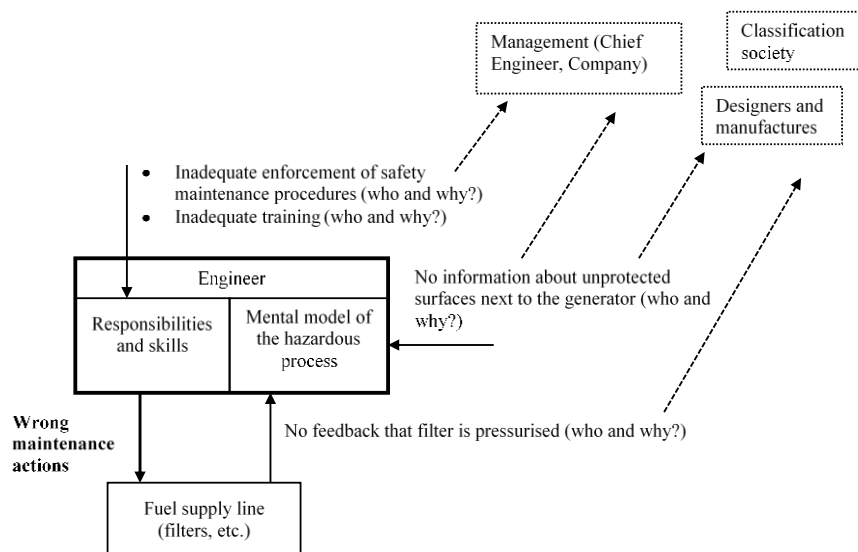 Management (Chief
Engineer, Company)
Classification
society
Designers and
manufactures
• Inadequate enforcement of safety
maintenance procedures (who and why?)
• Inadequate training (who and why?)
Engineer
Responsibilities
and skills
Mental model of
the hazardous
process
No information about unprotected
surfaces next to the generator (who and
why?)
Wrong
maintenance
actions
No feedback that filter is pressurised (who and why?)
Fuel supply line
(filters, etc.)